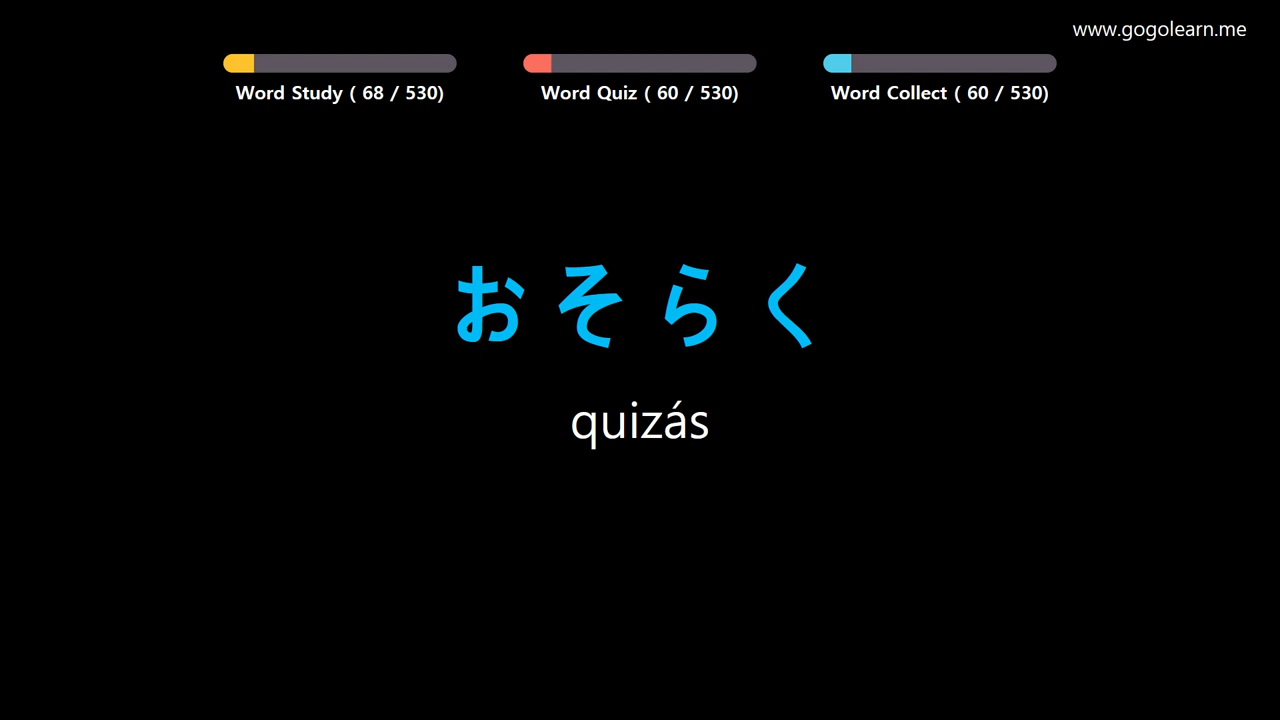 www.gogolearn.me
Word Study ( 68 / 530)
Word Quiz ( 60 / 530)
Word Collect ( 60 / 530)
おそらく
quizás